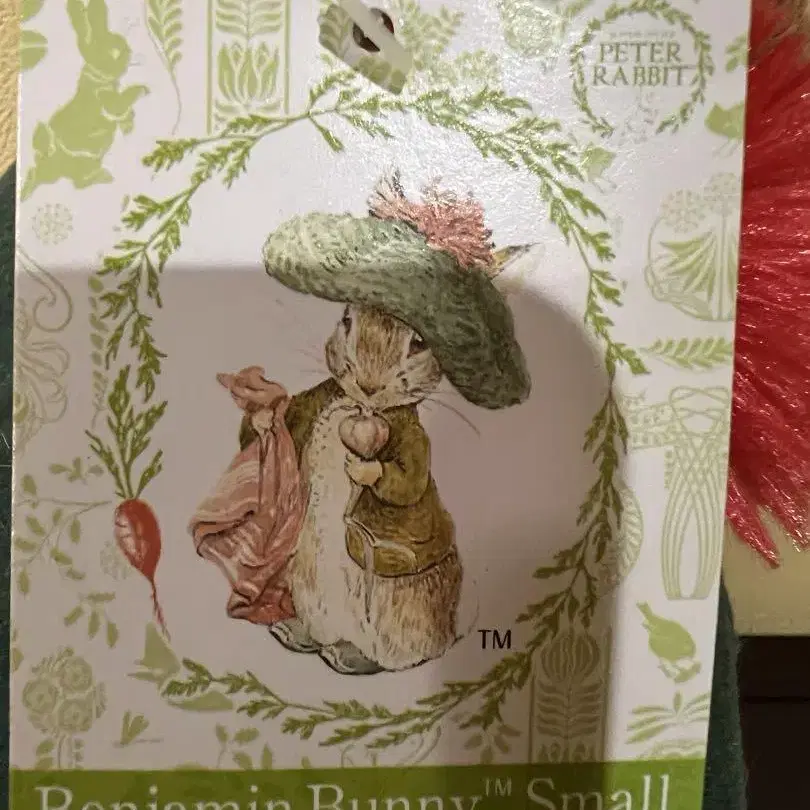 PETER
RABBIT
TM
Benjamin Bunny™ Small